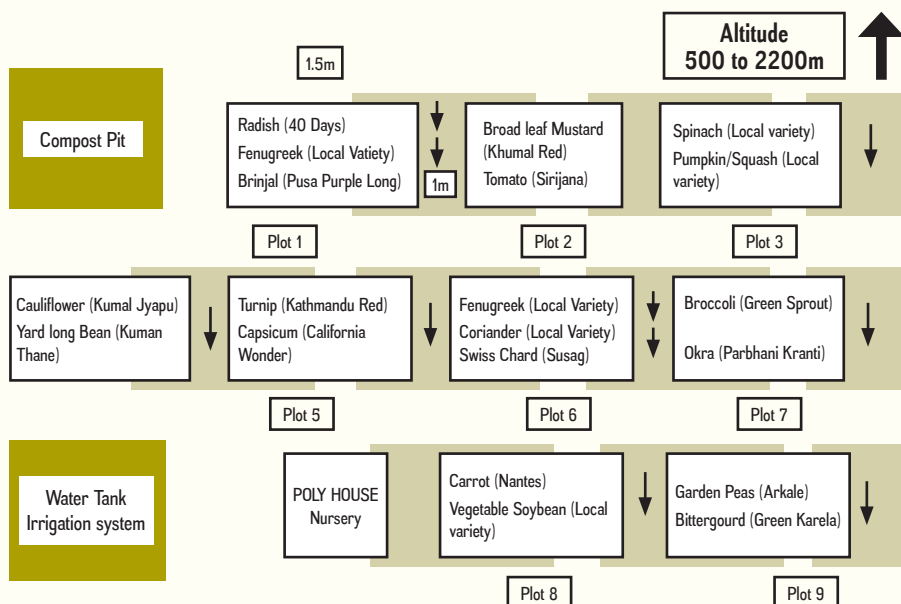 Altitude
500 to 2200m
1.5m
Compost Pit
Radish (40 Days)
Fenugreek (Local Vatiety)
Brinjal (Pusa Purple Long)
1m
Broad leaf Mustard
(Khumal Red)
Tomato (Sirijana)
Spinach (Local variety)
Pumpkin/Squash (Local
variety)
Plot 1
Plot 2
Plot 3
Cauliflower (Kumal Jyapu)
Yard long Bean (Kuman
Thane)
Turnip (Kathmandu Red)
Capsicum (California
Wonder)
Fenugreek (Local Variety)
Coriander (Local Variety)
Swiss Chard (Susag)
Broccoli (Green Sprout)
Okra (Parbhani Kranti)
Plot 5
Plot 6
Plot 7
Water Tank
Irrigation system
POLY HOUSE
Nursery
Carrot (Nantes)
Vegetable Soybean (Local
variety)
Garden Peas (Arkale)
Bittergourd (Green Karela)
Plot 8
Plot 9